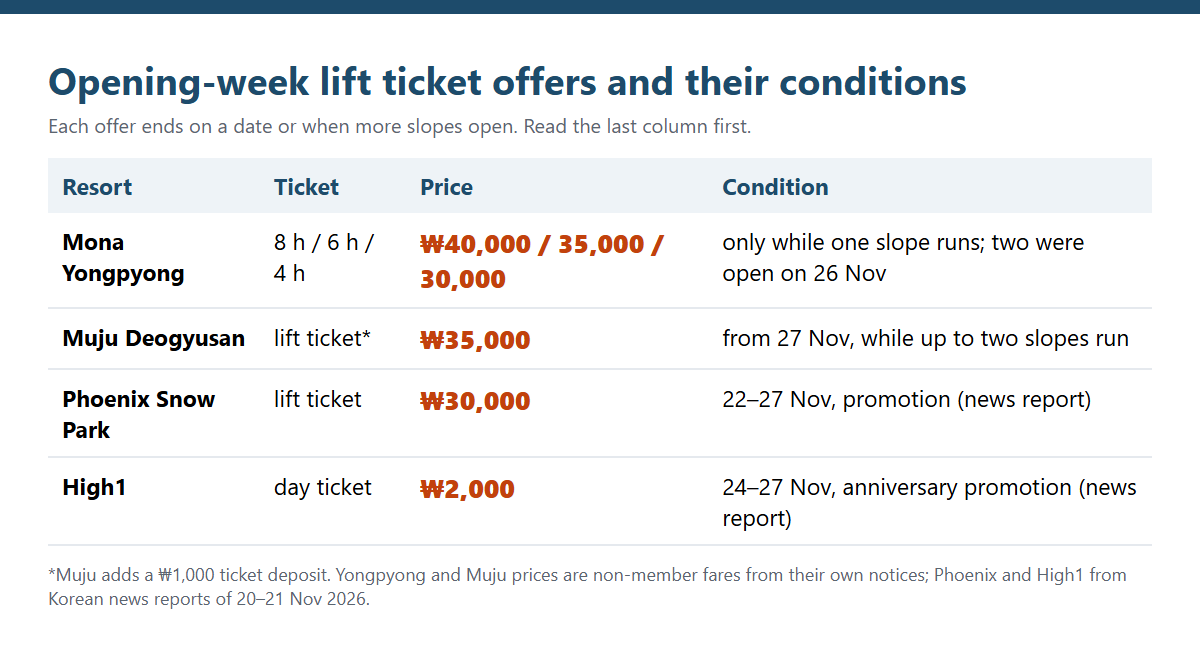 Opening-week lift ticket offers and their conditions
Each offer ends on a date or when more slopes open. Read the last column first.
Resort Ticket Price Condition
Mona Yongpyong
8 h / 6 h / 4 h
₩40,000 / 35,000 / 30,000
only while one slope runs; two were open on 26 Nov
Muju Deogyusan lift ticket* ₩35,000 from 27 Nov, while up to two slopes run
Phoenix Snow Park
lift ticket
₩30,000
22–27 Nov, promotion (news report)
High1
day ticket
₩2,000
24–27 Nov, anniversary promotion (news report)
*Muju adds a ₩1,000 ticket deposit. Yongpyong and Muju prices are non-member fares from their own notices; Phoenix and High1 from
Korean news reports of 20–21 Nov 2026.